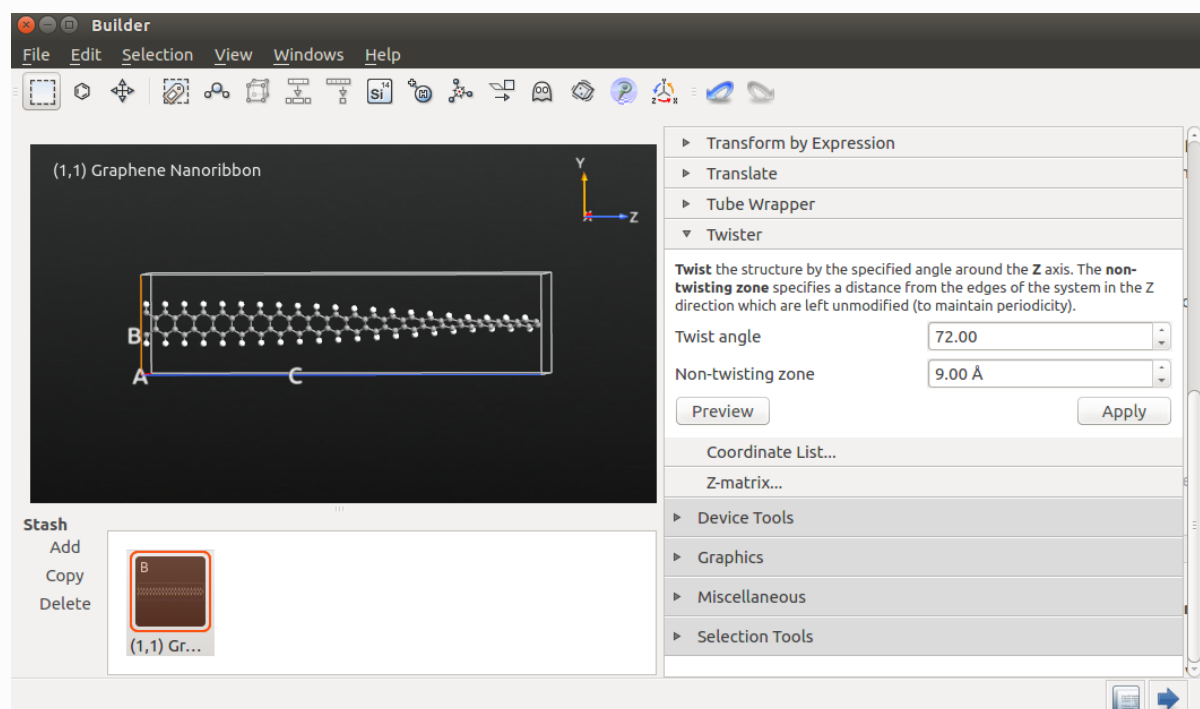 Builder
File Edit Selection View Windows Help
Si 14
H
z x
(1,1) Graphene Nanoribbon
Y
Z
B
A
C
Transform by Expression
Translate
Tube Wrapper
Twister
Twist the structure by the specified angle around the Z axis. The non-
twisting zone specifies a distance from the edges of the system in the Z
direction which are left unmodified (to maintain periodicity).
Twist angle 72.00
Non-twisting zone 9.00 Å
Preview Apply
Coordinate List...
Z-matrix...
Device Tools
Graphics
Miscellaneous
Selection Tools
Stash
Add
Copy
Delete
B
(1,1) Gr...